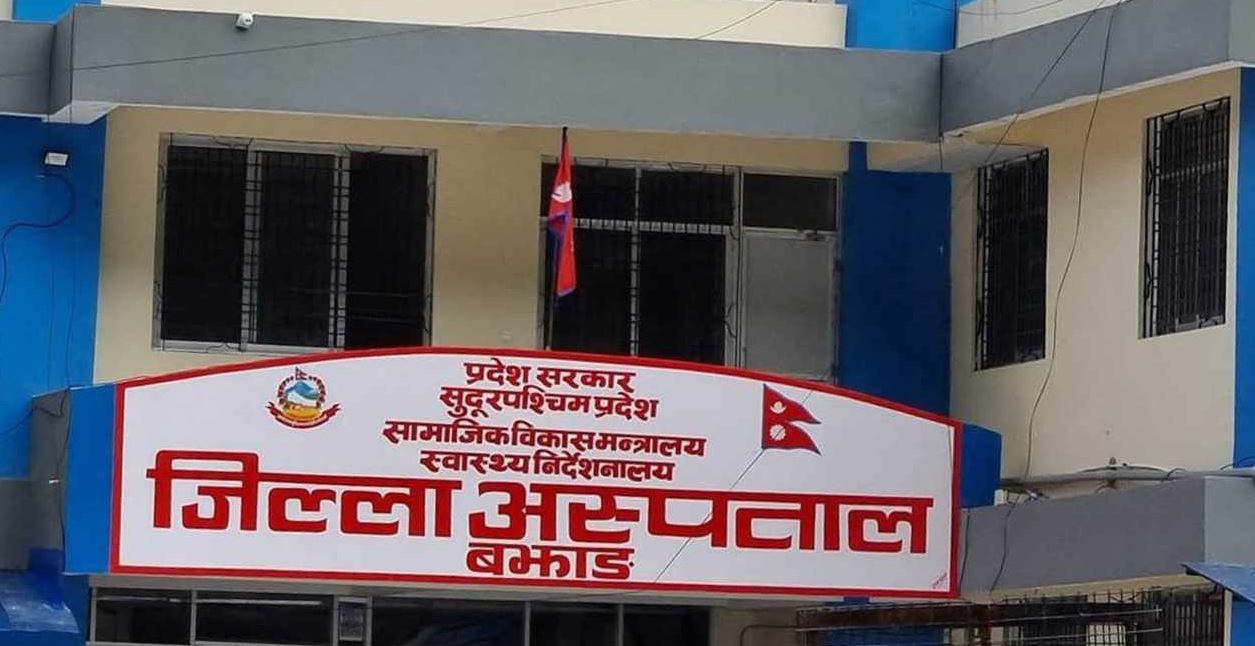 प्रदेश सरकार
सुदूरपश्चिम प्रदेश
सामाजिक विकास मन्त्रालय
स्वास्थ्य निर्देशनालय
जिल्ला अस्पताल
बझाङ